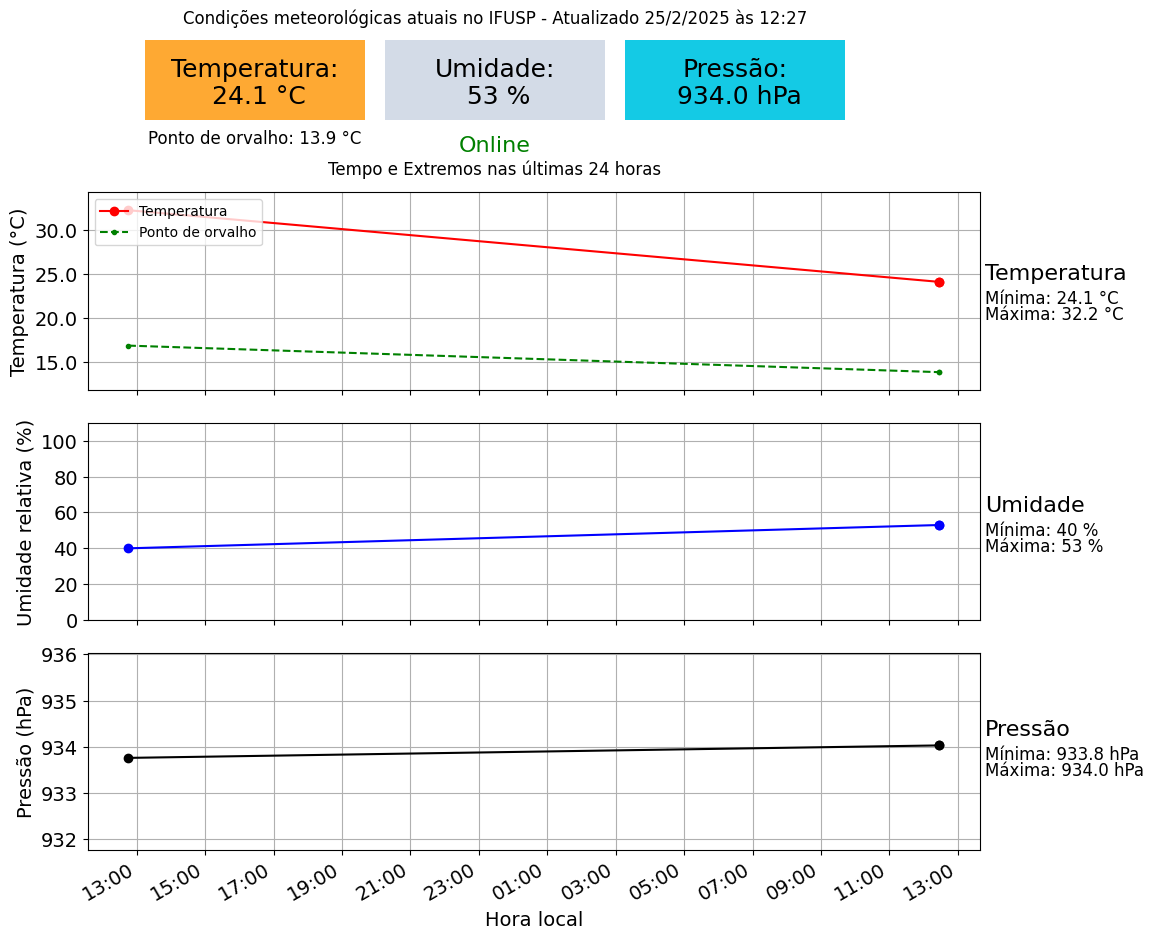 Condições meteorológicas atuais no IFUSP - Atualizado 25/2/2025 às 12:27
Temperatura:
24.1 °C
Umidade:
53 %
Pressão:
934.0 hPa
Ponto de orvalho: 13.9 °C
Online
Tempo e Extremos nas últimas 24 horas
Temperatura (°C)
30.0
25.0
20.0
15.0
Temperatura
Ponto de orvalho
Temperatura
Mínima: 24.1 °C
Máxima: 32.2 °C
Umidade relativa (%)
100
80
60
40
20
0
Umidade
Mínima: 40 %
Máxima: 53 %
Pressão (hPa)
936
935
934
933
932
Pressão
Mínima: 933.8 hPa
Máxima: 934.0 hPa
13:00
15:00
17:00
19:00
21:00
23:00
01:00
03:00
05:00
07:00
09:00
11:00
13:00
Hora local